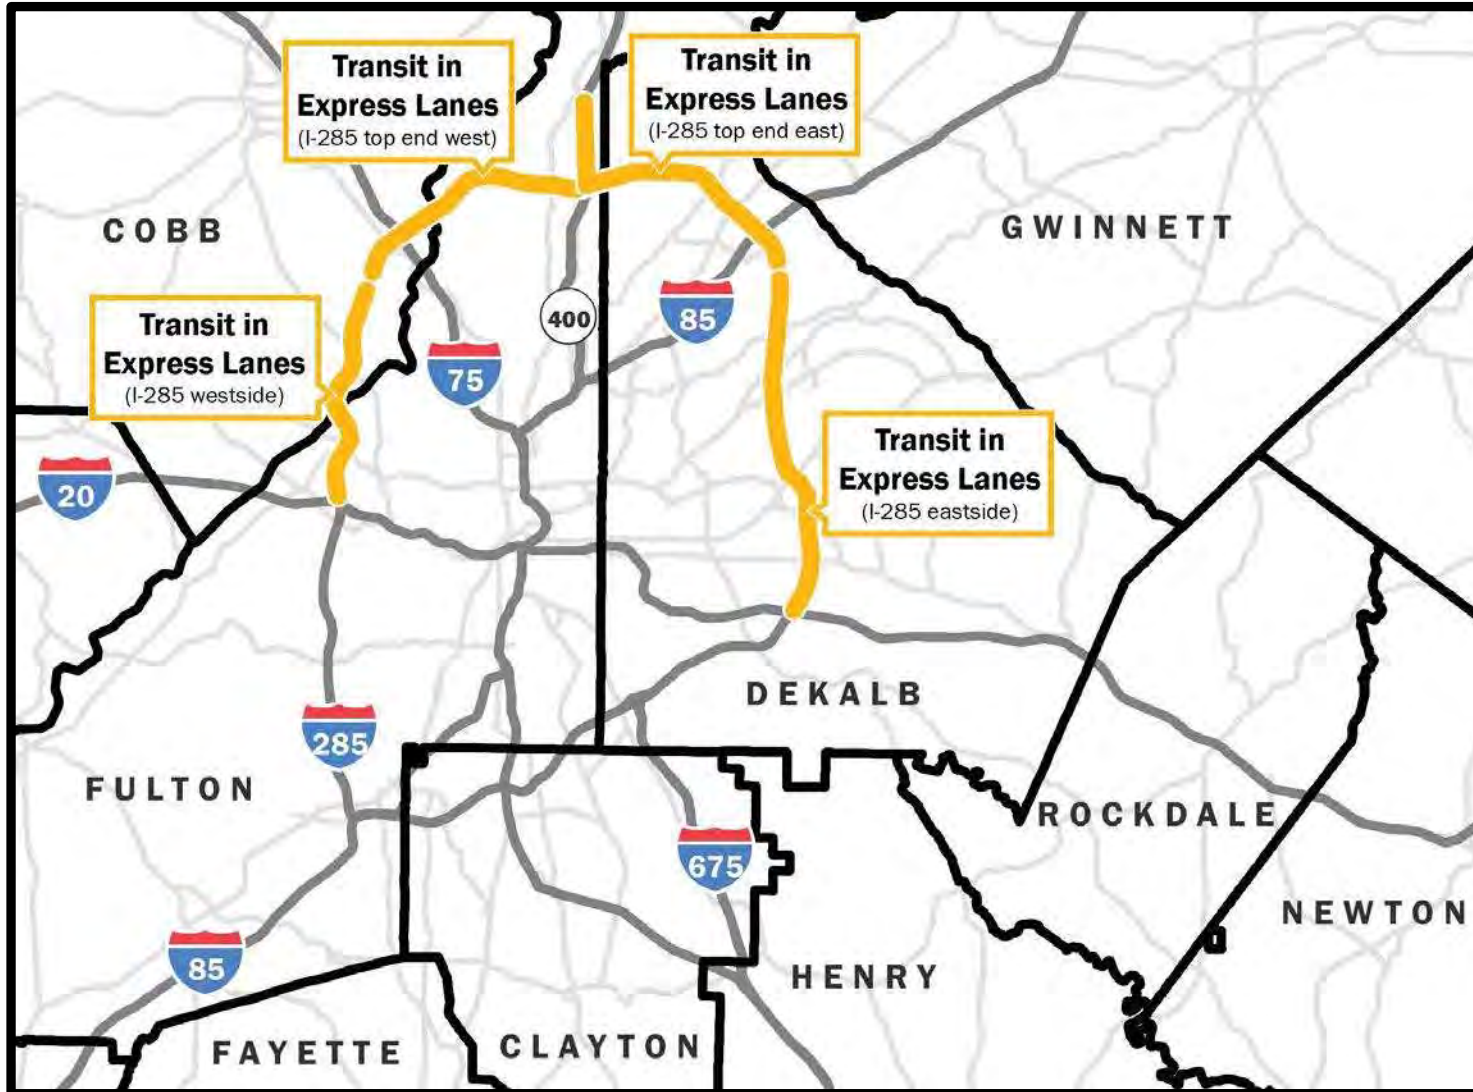 Transit in
Express Lanes
(I-285 top end west)
Transit in
Express Lanes
(I-285 top end east)
COBB
GWINNETT
Transit in
Express Lanes
(I-285 westside)
400
85
75
20
Transit in
Express Lanes
(I-285 eastside)
DEKALB
285
FULTON
ROCKDALE
675
NEWTON
85
HENRY
FAYETTE
CLAYTON